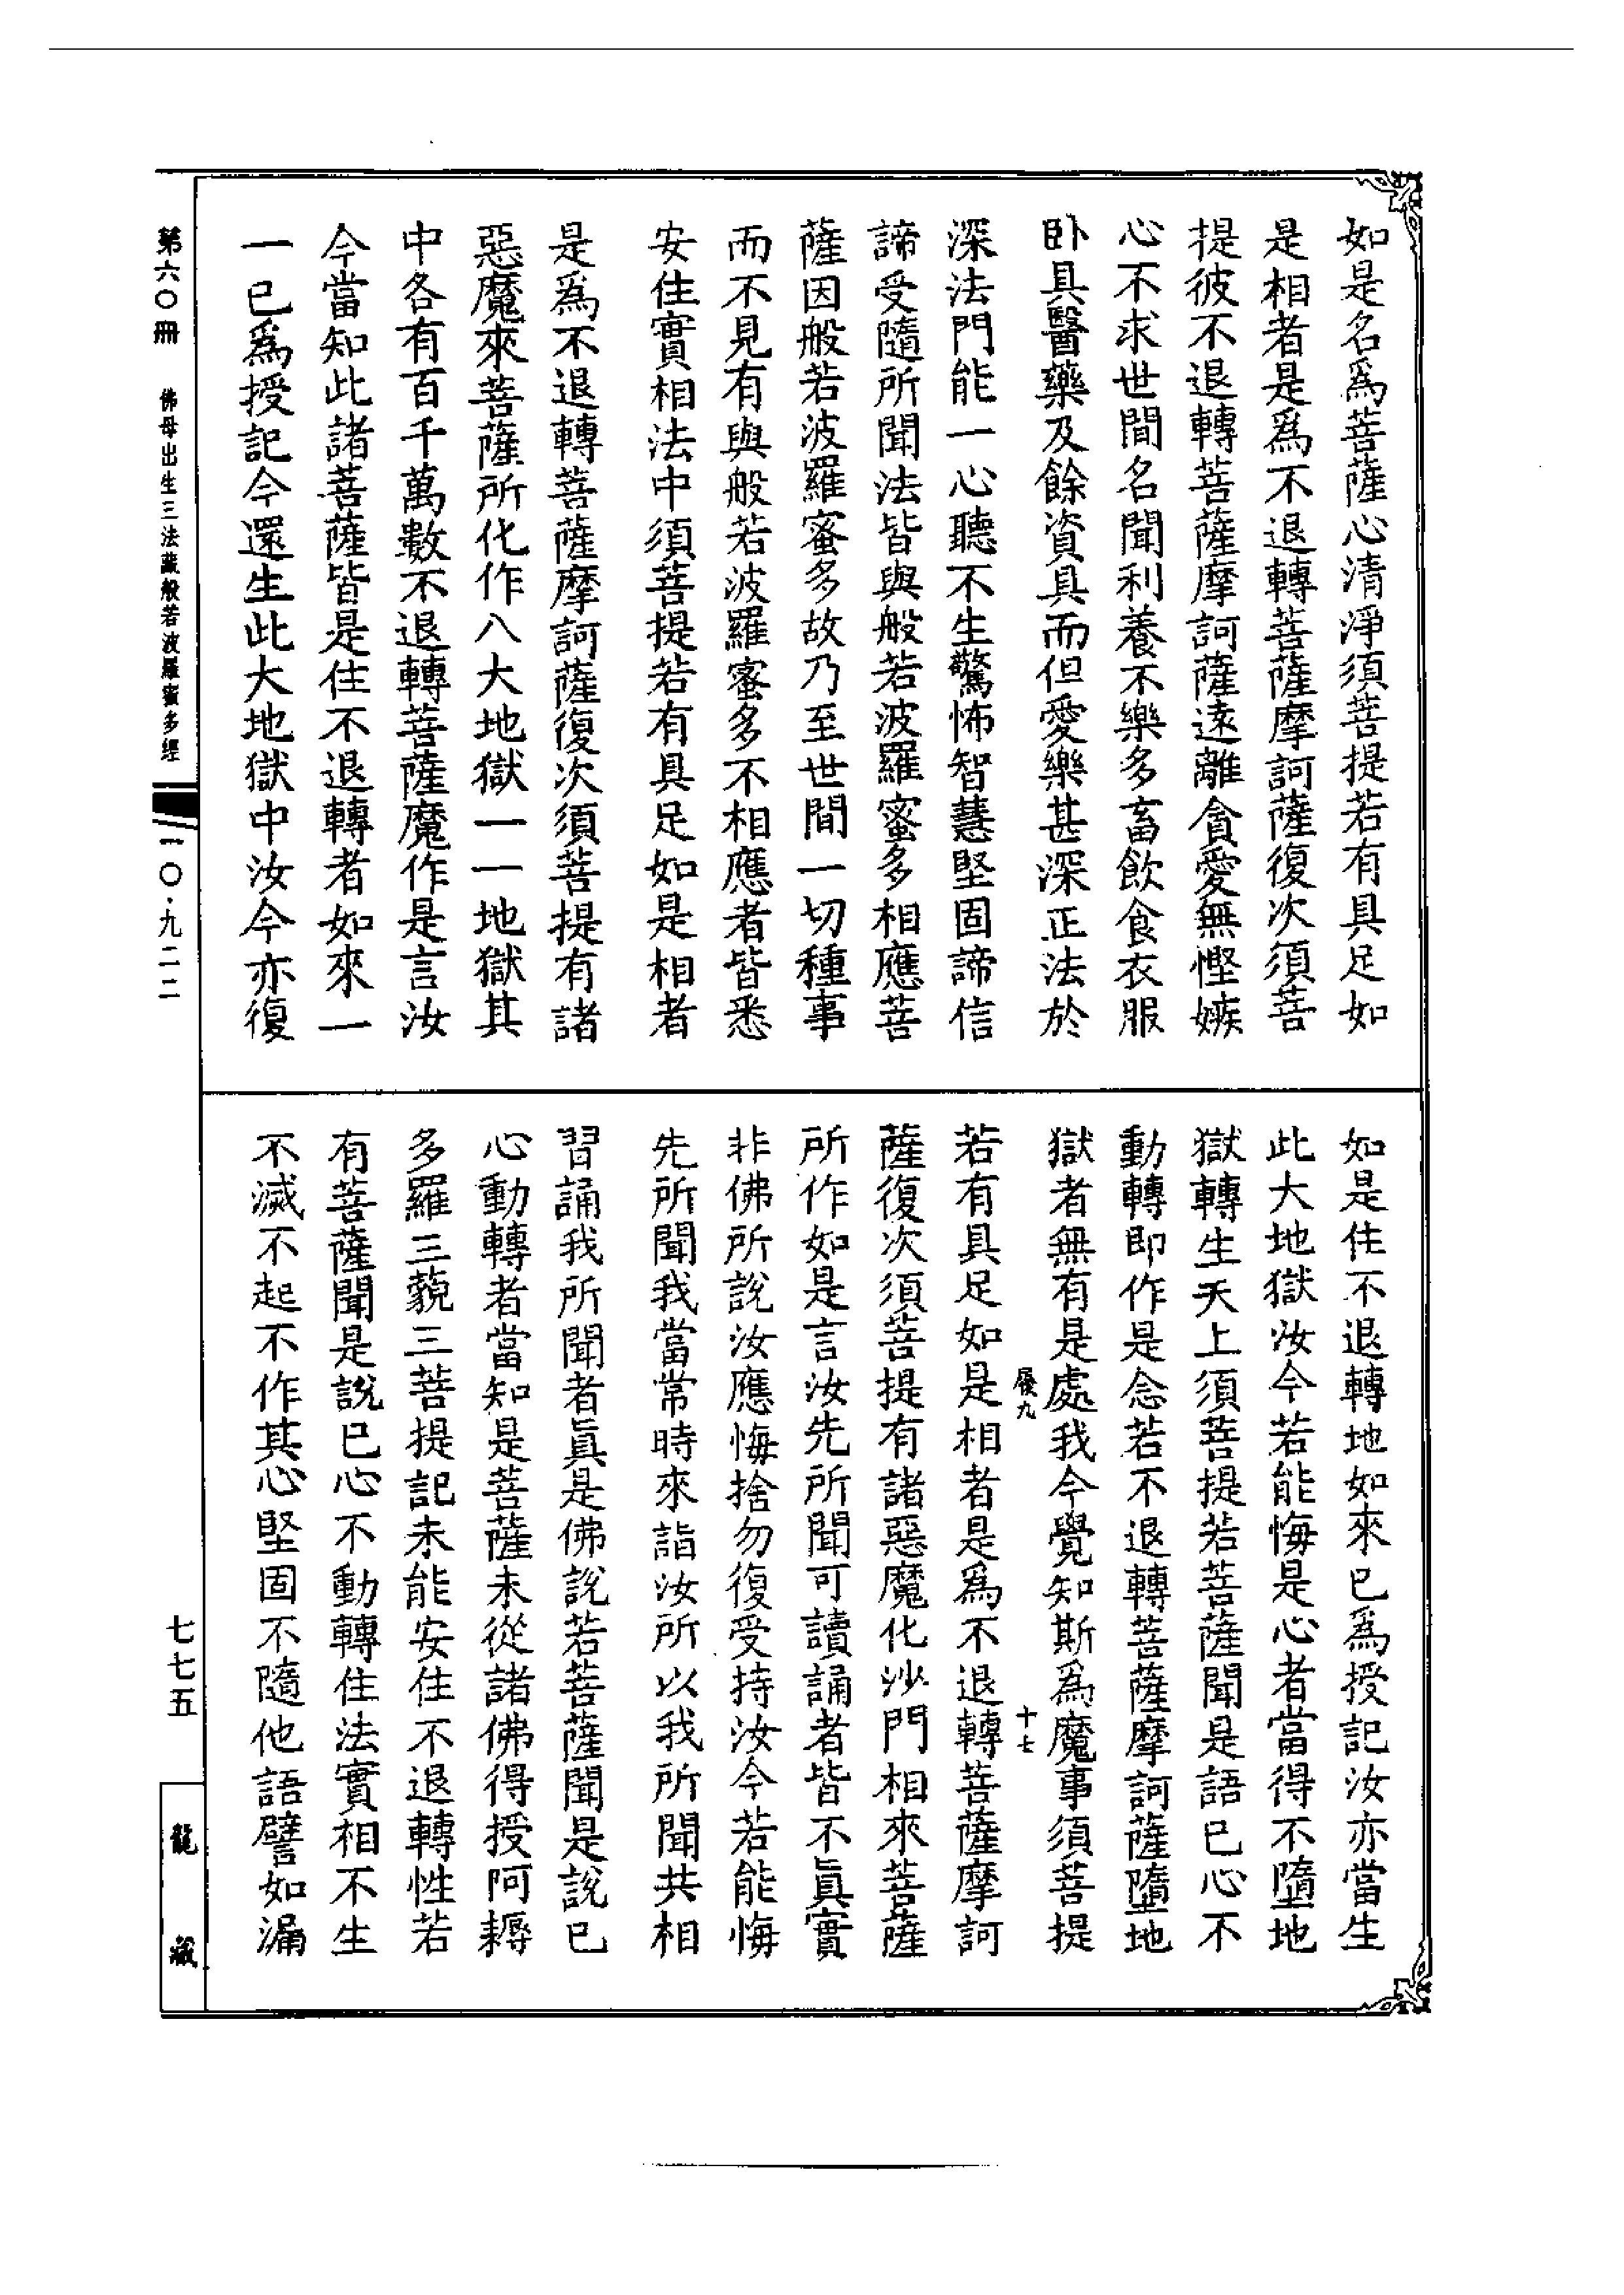 如是名爲菩薩心清淨須菩提若有具足如
是相者是爲不退轉菩薩摩訶薩復次須菩
提彼不退轉菩薩摩訶薩遠離貪愛無慳嫉
心不求世間名聞利養不樂多畜飲食衣服
卧具醫藥及餘資具而但愛樂甚深正法於
深法門能一心聽不生驚怖智慧堅固諦信
諦受隨所聞法皆與般若波羅蜜多相應菩
薩因般若波羅蜜多故乃至世間一切種事
而不見有與般若波羅蜜多不相應者皆悉
安住實相法中須菩提若有具足如是相者
是爲不退轉菩薩摩訶薩復次須菩提有諸
惡魔來菩薩所化作八大地獄一一地獄其
中各有百千萬數不退轉菩薩魔作是言汝
今當知此諸菩薩皆是住不退轉者如來一
一已爲授記今還生此大地獄中汝今亦復
如是住不退轉地如來已爲授記汝亦當生
此大地獄汝今若能悔是心者當得不墮地
獄轉生天上須菩提若菩薩聞是語已心不
動轉即作是念若不退轉菩薩摩訶薩墮地
獄者無有是處我今覺知斯爲魔事須菩提
履九 十七
若有具足如是相者是爲不退轉菩薩摩訶
薩復次須菩提有諸惡魔化沙門相來菩薩
所作如是言汝先所聞可讀誦者皆不眞實
非佛所說汝應悔捨勿復受持汝今若能悔
先所聞我當常時來詣汝所以我所聞共相
習誦我所聞者眞是佛說若菩薩聞是說已
心動轉者當知是菩薩未從諸佛得授阿耨
多羅三藐三菩提記未能安住不退轉性若
有菩薩聞是說已心不動轉住法實相不生
不滅不起不作其心堅固不隨他語譬如漏
第六〇冊 佛母出生三法藏般若波羅蜜多經 一〇·九二二
七七五 龍藏